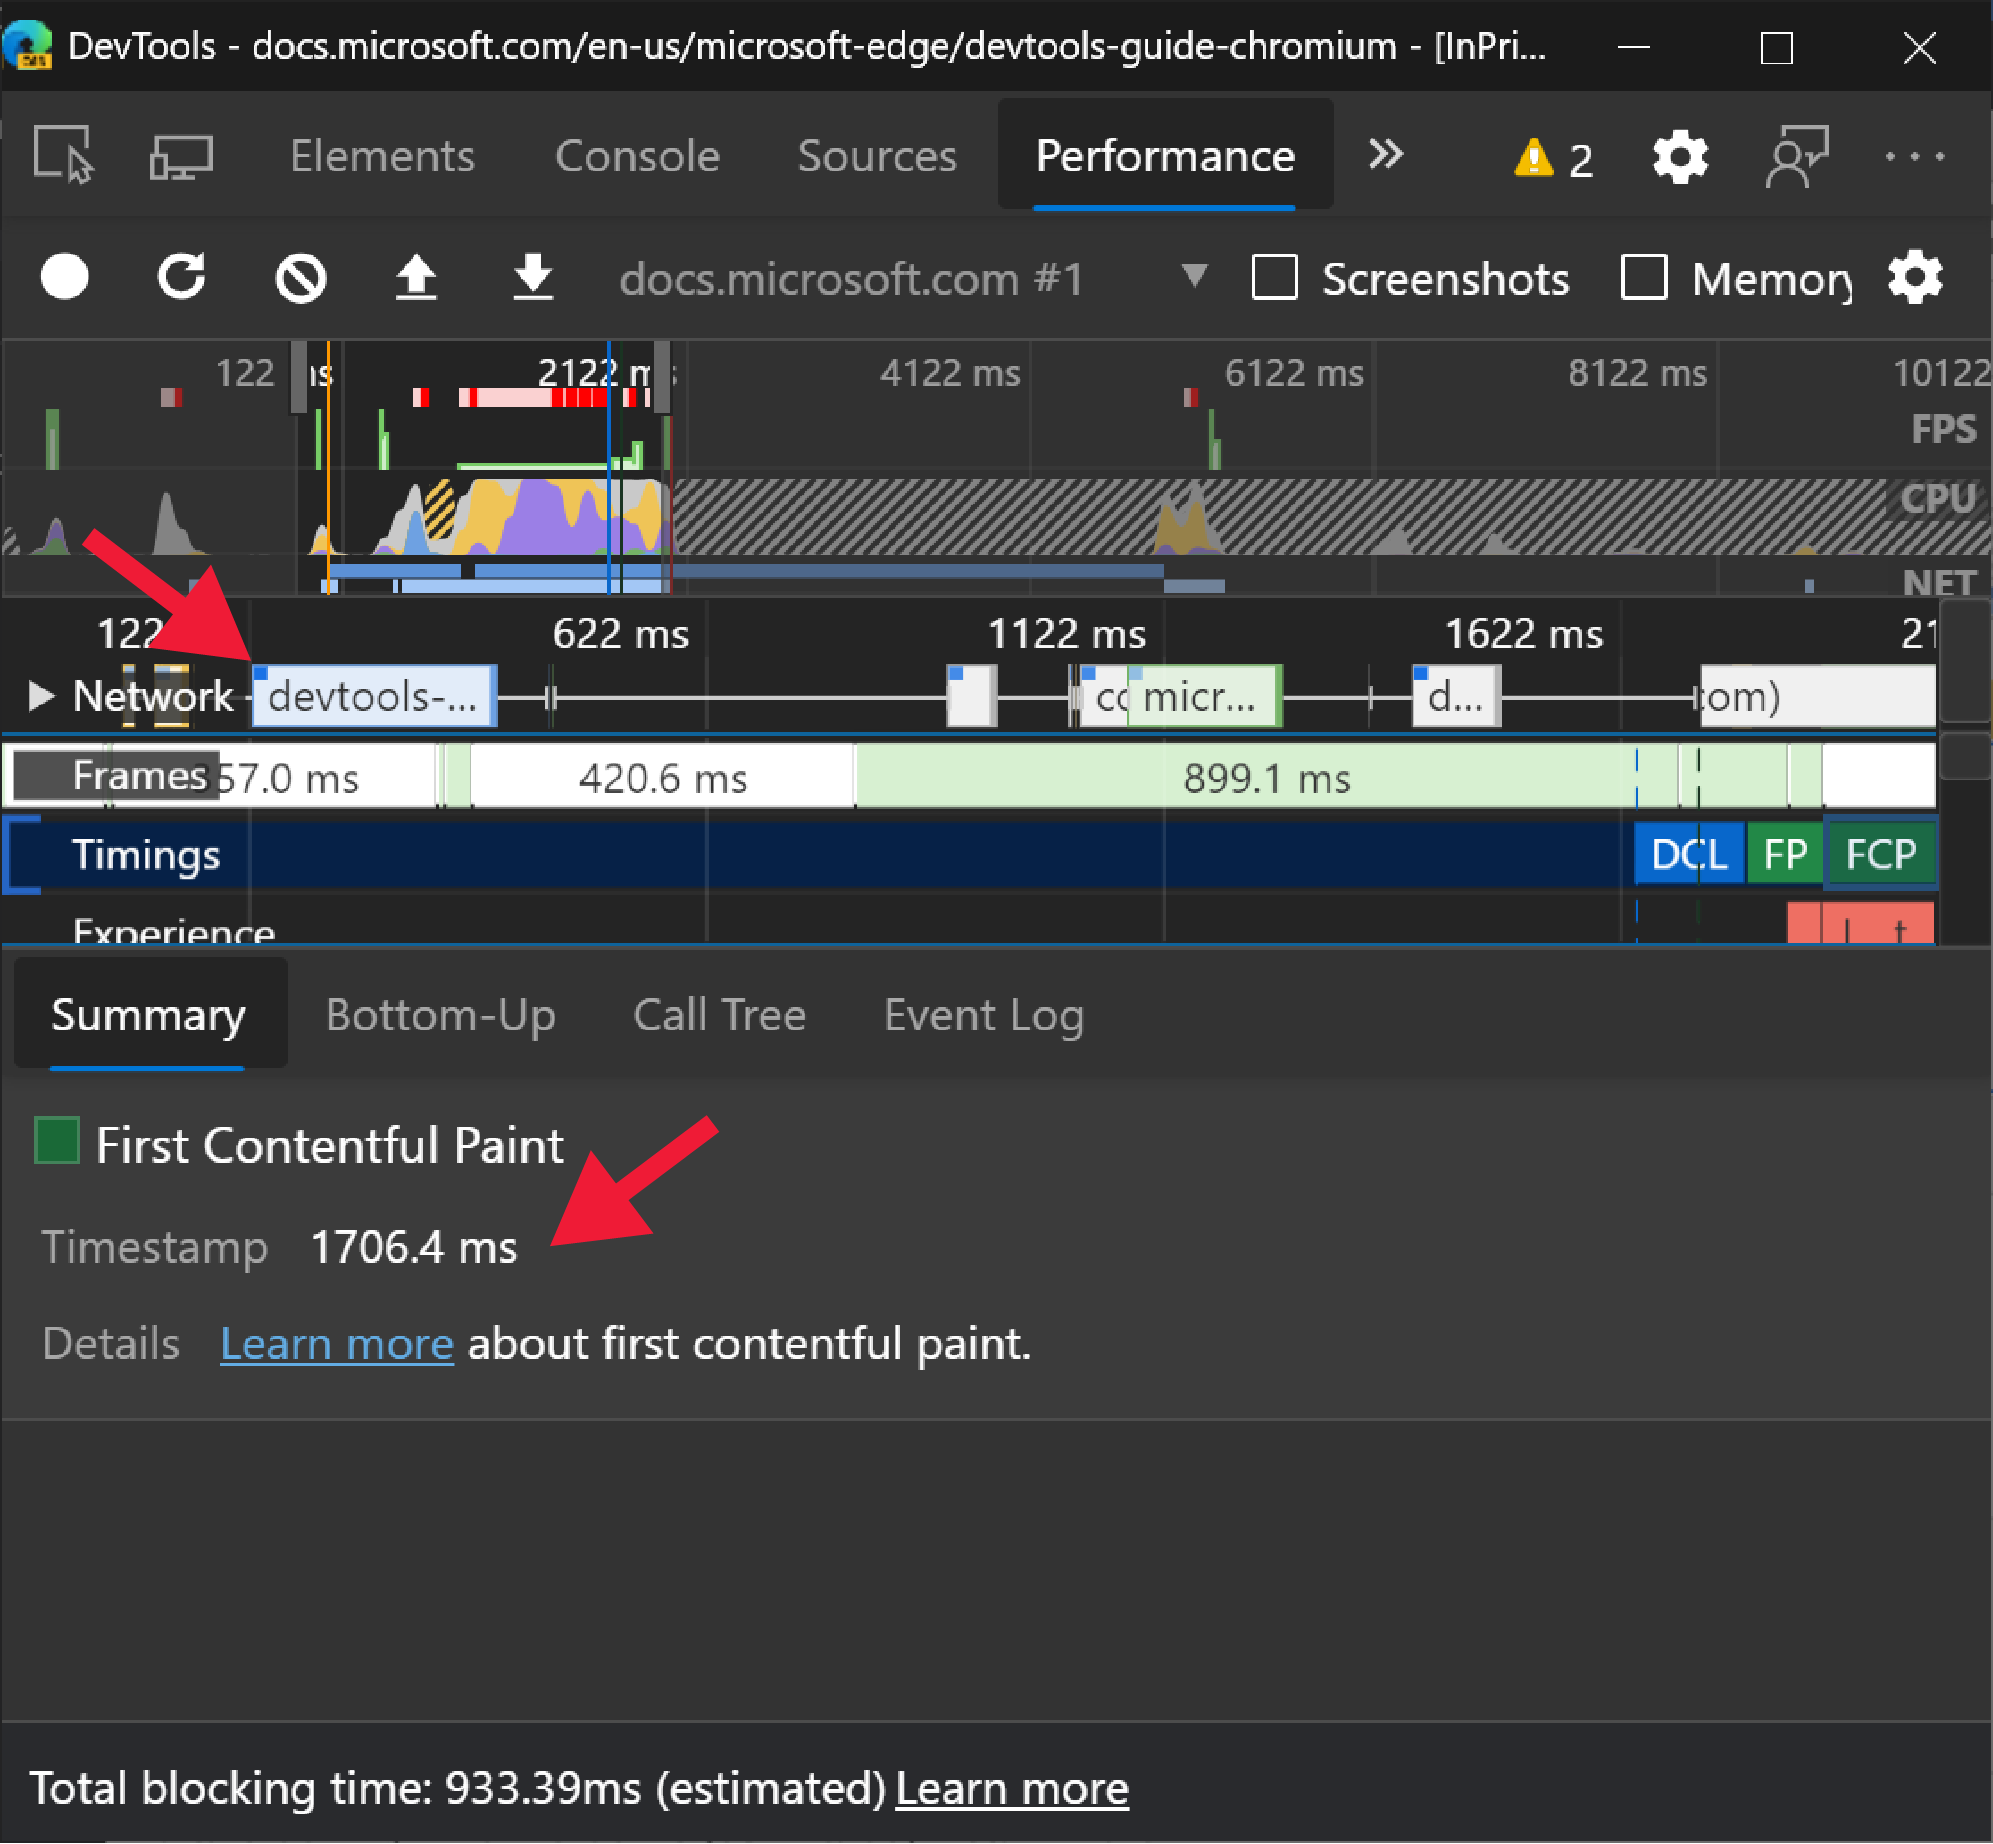 DevTools - docs.microsoft.com/en-us/microsoft-edge/devtools-guide-chromium - [InPri...
Elements Console Sources Performance 2
docs.microsoft.com #1 Screenshots Memory
122 ms 2122 ms 4122 ms 6122 ms 8122 ms 10122
FPS
CPU
NET
122 622 ms 1122 ms 1622 ms 21
Network devtools-... micr... d... com)
Frames 57.0 ms 420.6 ms 899.1 ms
Timings DCL FP FCP
Experience
Summary Bottom-Up Call Tree Event Log
First Contentful Paint
Timestamp 1706.4 ms
Details Learn more about first contentful paint.
Total blocking time: 933.39ms (estimated) Learn more